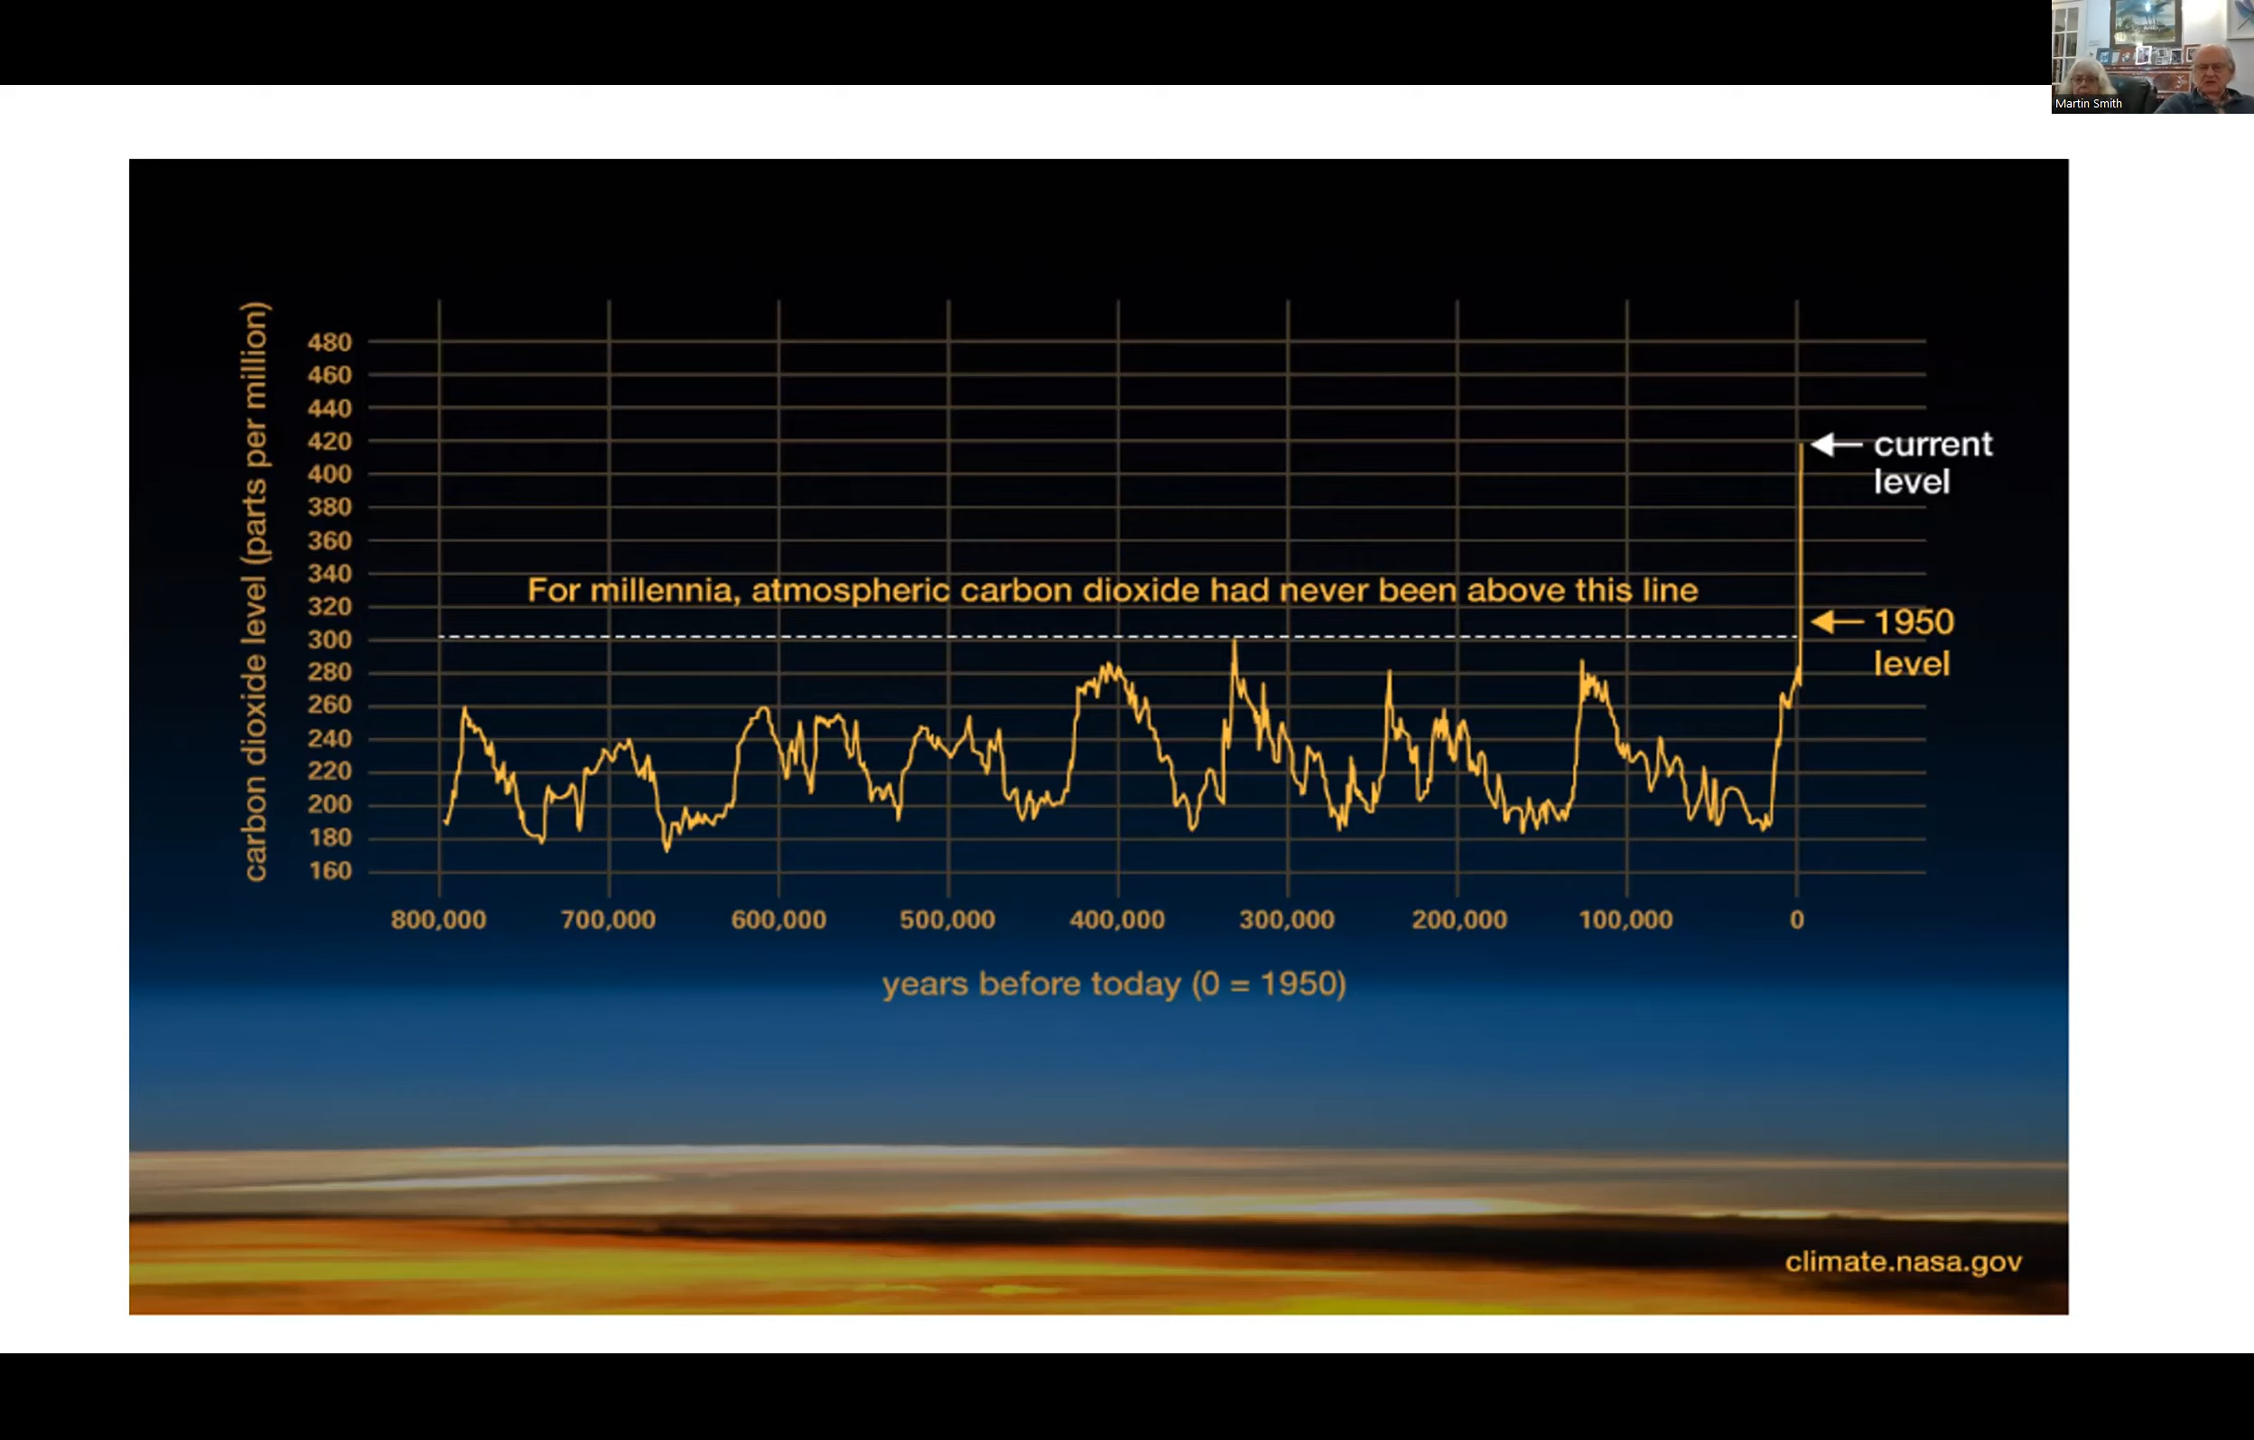 Martin Smith
carbon dioxide level (parts per million)
480
460
440
420
400
380
360
340
320
300
280
260
240
220
200
180
160
For millennia, atmospheric carbon dioxide had never been above this line
current
level
1950
level
800,000 700,000 600,000 500,000 400,000 300,000 200,000 100,000 0
years before today (0 = 1950)
climate.nasa.gov